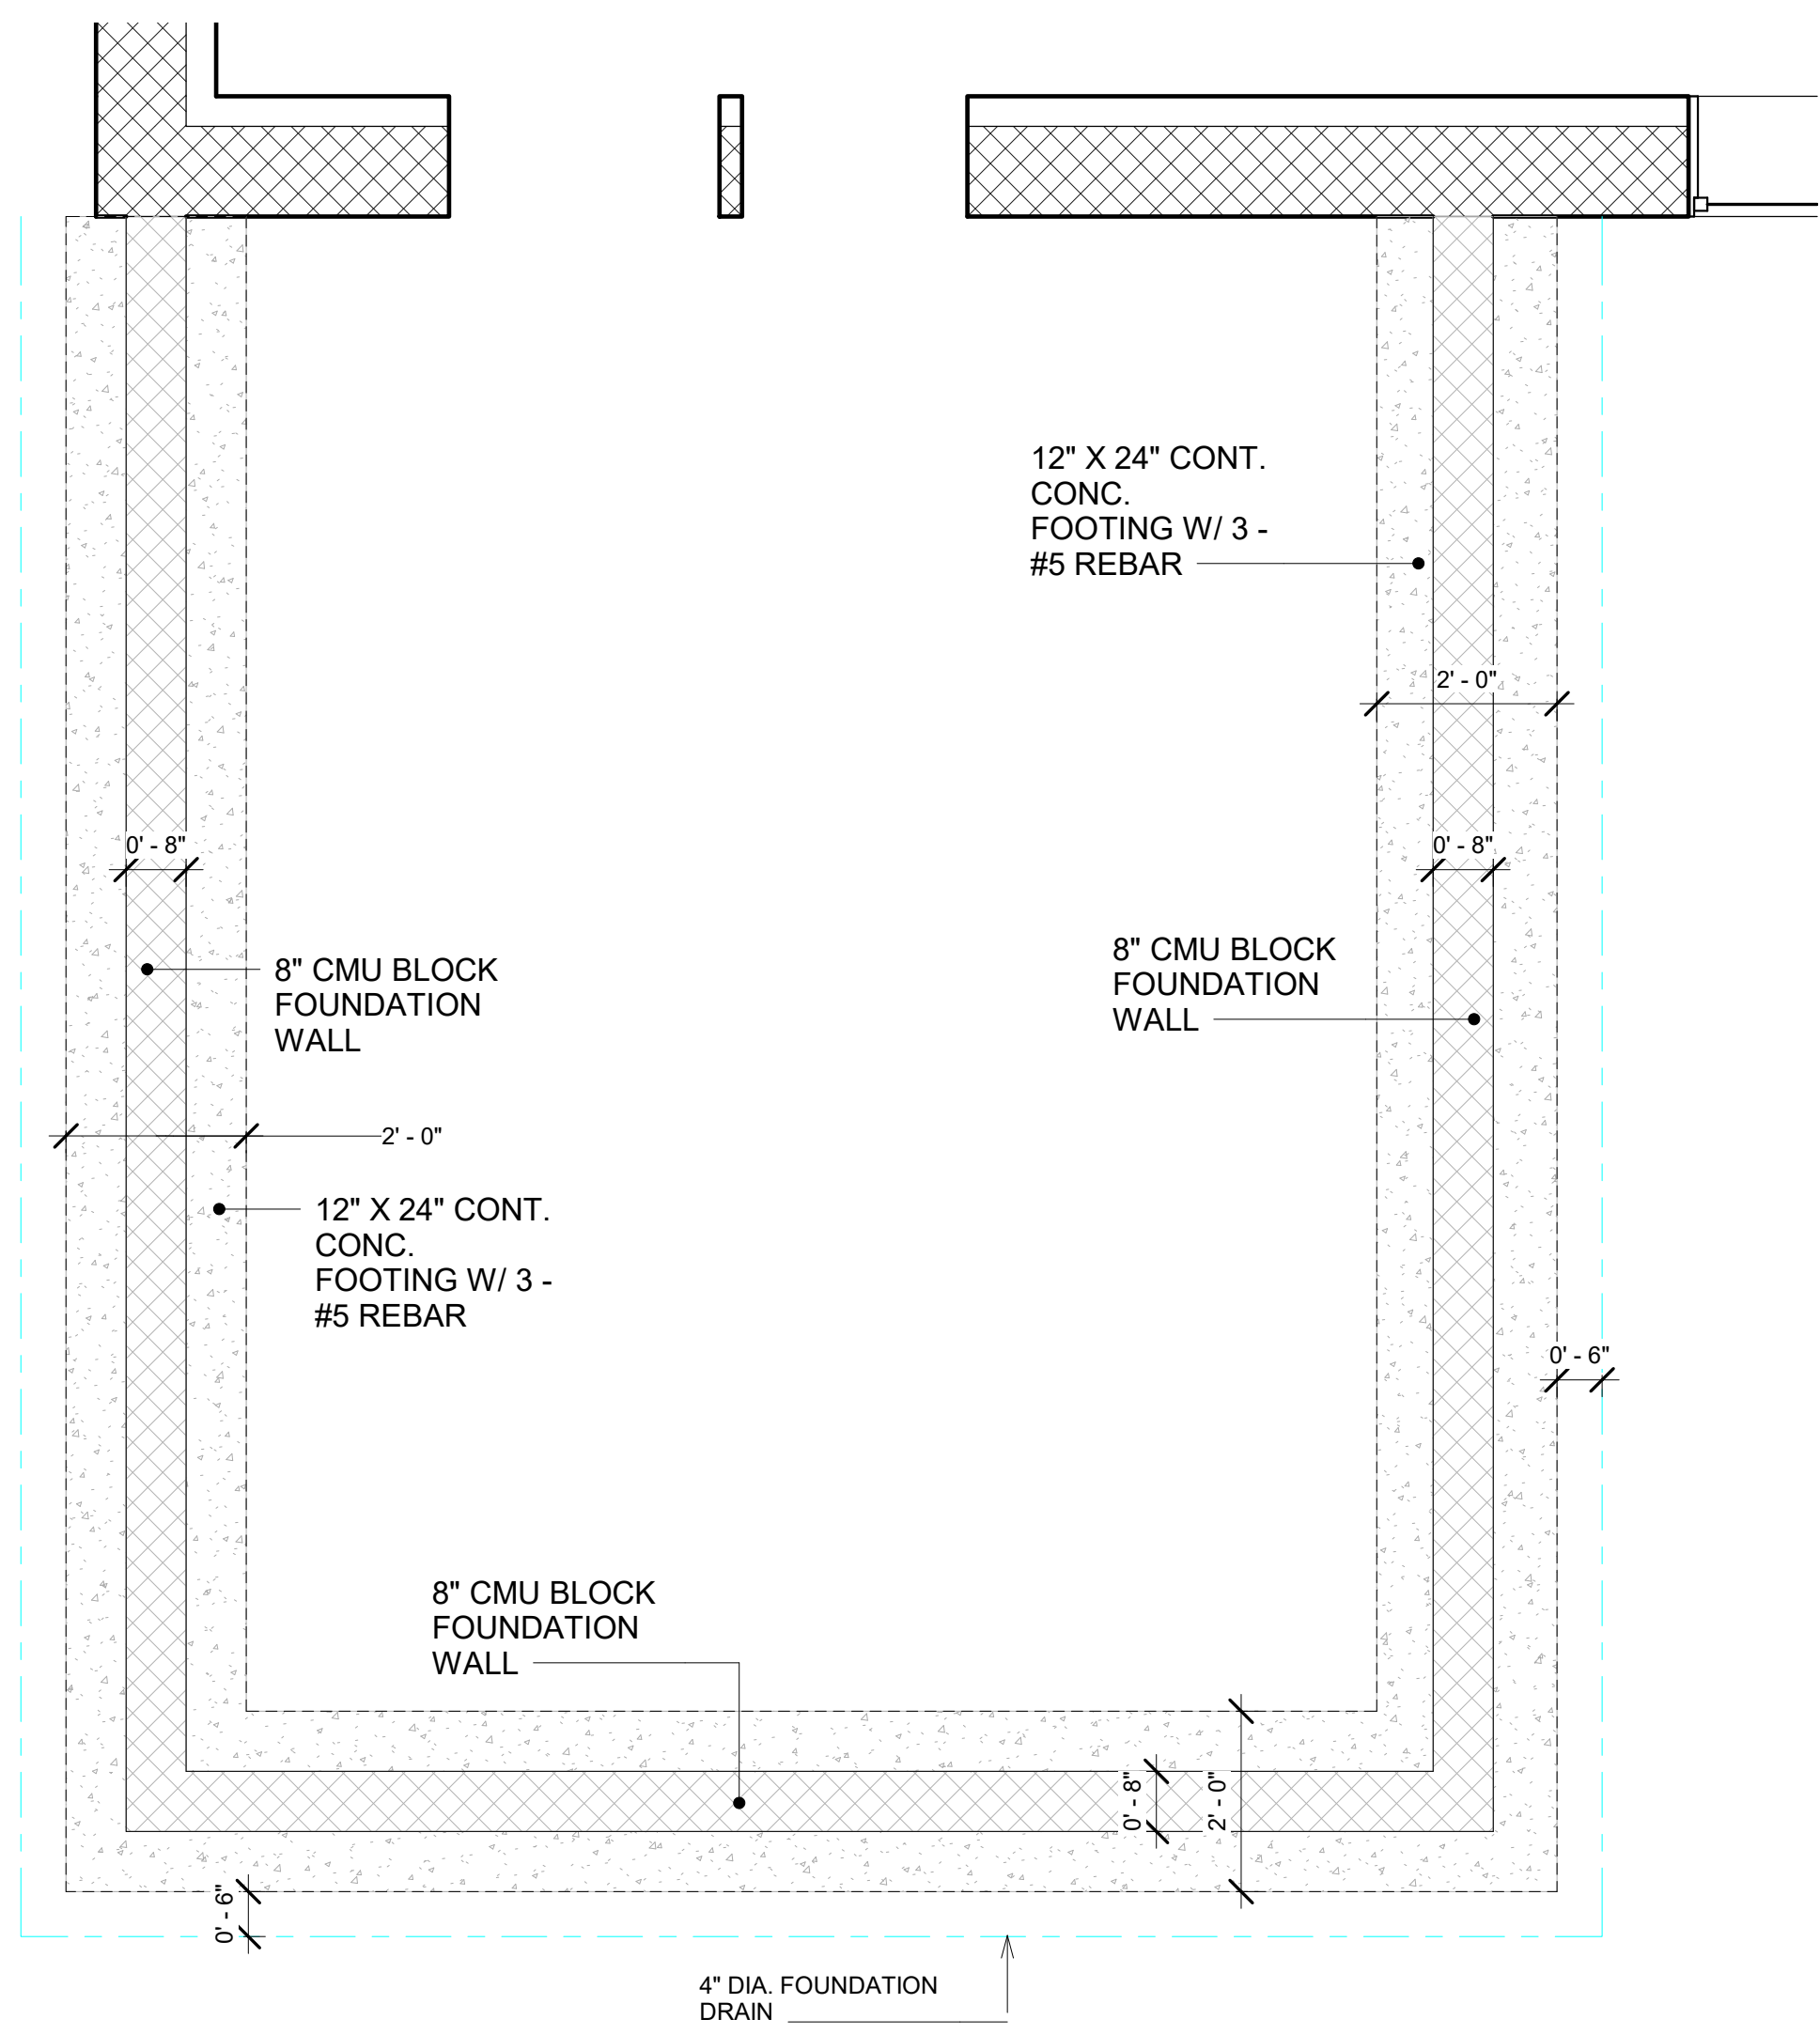 12" X 24" CONT.
CONC.
FOOTING W/ 3 -
#5 REBAR
2' - 0"
0' - 8"
0' - 8"
8" CMU BLOCK
FOUNDATION
WALL
8" CMU BLOCK
FOUNDATION
WALL
2' - 0"
12" X 24" CONT.
CONC.
FOOTING W/ 3 -
#5 REBAR
0' - 6"
8" CMU BLOCK
FOUNDATION
WALL
0' - 8"
2' - 0"
0' - 6"
4" DIA. FOUNDATION
DRAIN